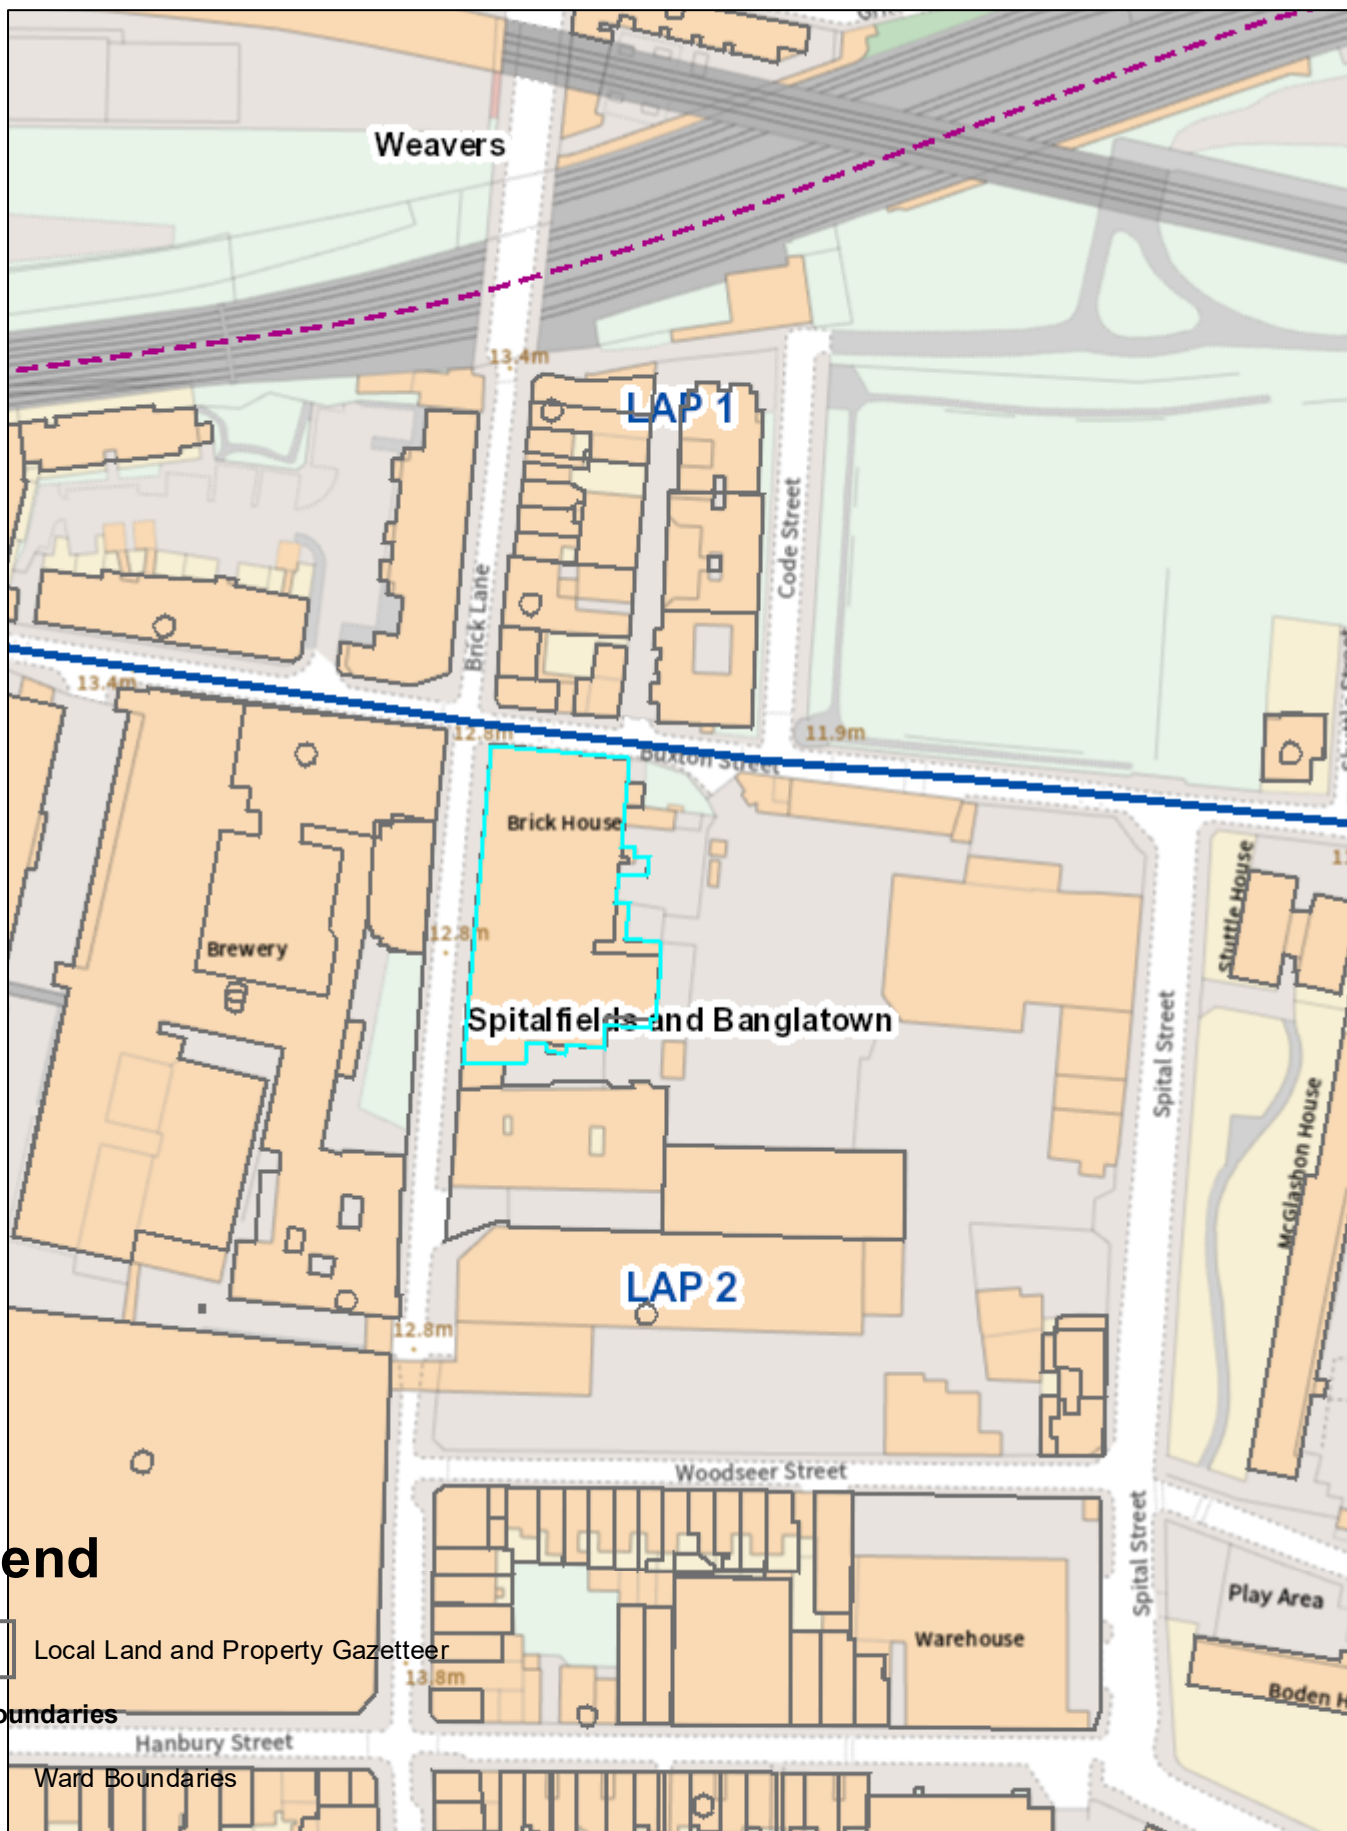 Weavers
13.4m
LAP 1
Code Street
Brick Lane
13.4m
12.8m
Buxton Street
11.9m
Brick House
Stuttle House
12.8m
Brewery
Spitalfields and Banglatown
Spital Street
McGlashon House
LAP 2
12.8m
Woodseer Street
Spital Street
end
Play Area
Warehouse
Local Land and Property Gazetteer
13.8m
Boden H
oundaries
Hanbury Street
Ward Boundaries